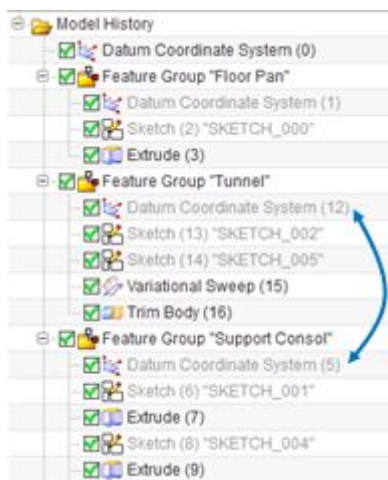 Model History
Datum Coordinate System (0)
Feature Group "Floor Pan"
Datum Coordinate System (1)
Sketch (2) "SKETCH_000"
Extrude (3)
Feature Group "Tunnel"
Datum Coordinate System (12)
Sketch (13) "SKETCH_002"
Sketch (14) "SKETCH_005"
Variational Sweep (15)
Trim Body (16)
Feature Group "Support Consol"
Datum Coordinate System (5)
Sketch (6) "SKETCH_001"
Extrude (7)
Sketch (8) "SKETCH_004"
Extrude (9)